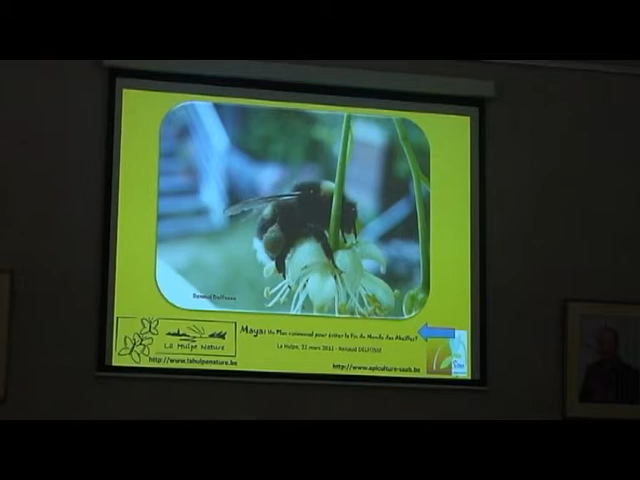 Renaud Delfosse
Maya: Un Plan communal pour éviter la Fin du Monde des Abeilles?
La Hulpe, 22 mars 2012 - Renaud DELFOSSE
La Hulpe Nature
http://www.lahulpenature.be
http://www.apiculture-saab.be